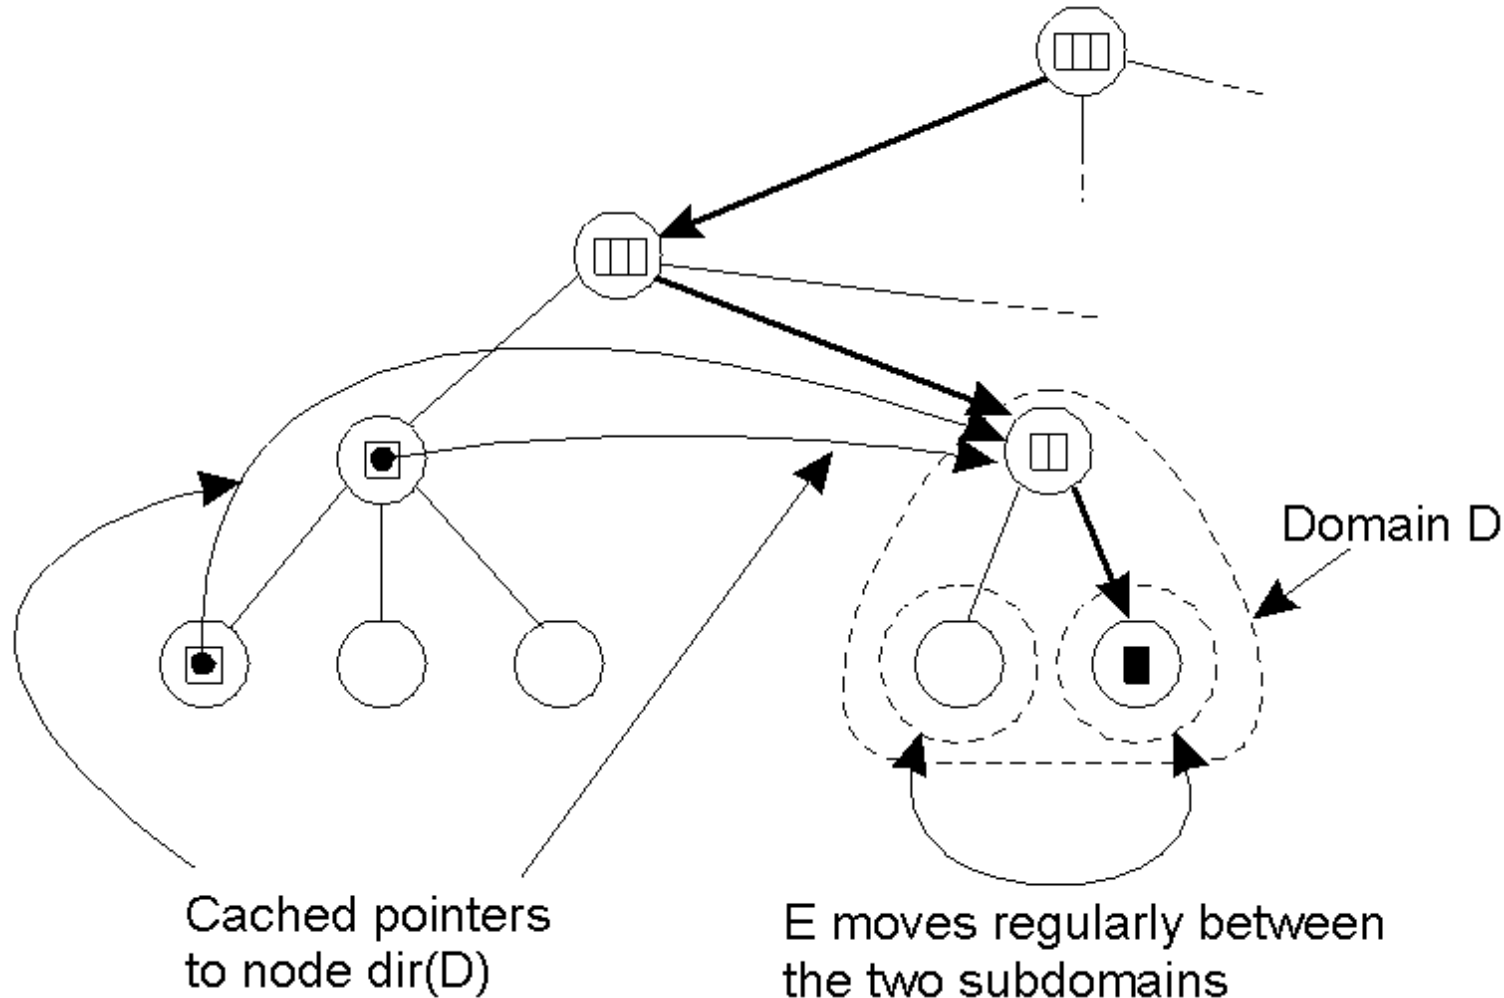 Domain D
Cached pointers
to node dir(D)
E moves regularly between
the two subdomains